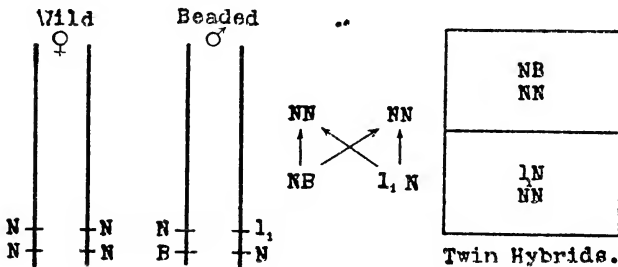 Wild Beaded
♀ ♂
NN NN
NB l₁ N
N N N l₁
N N B N
NB
NN
l₁N
NN
Twin Hybrids.